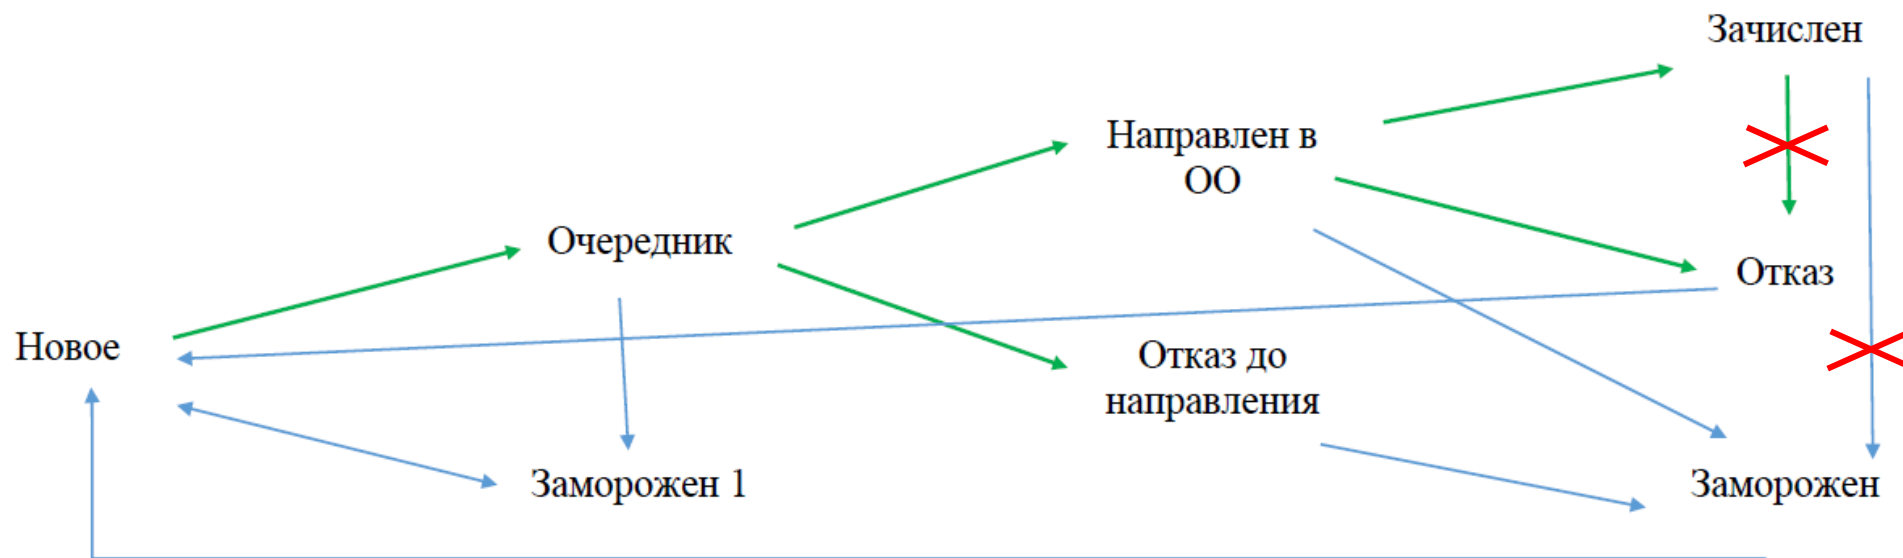 Зачислен
Направлен в
ОО
Очередник
Отказ
Новое
Отказ до
направления
Заморожен 1
Заморожен